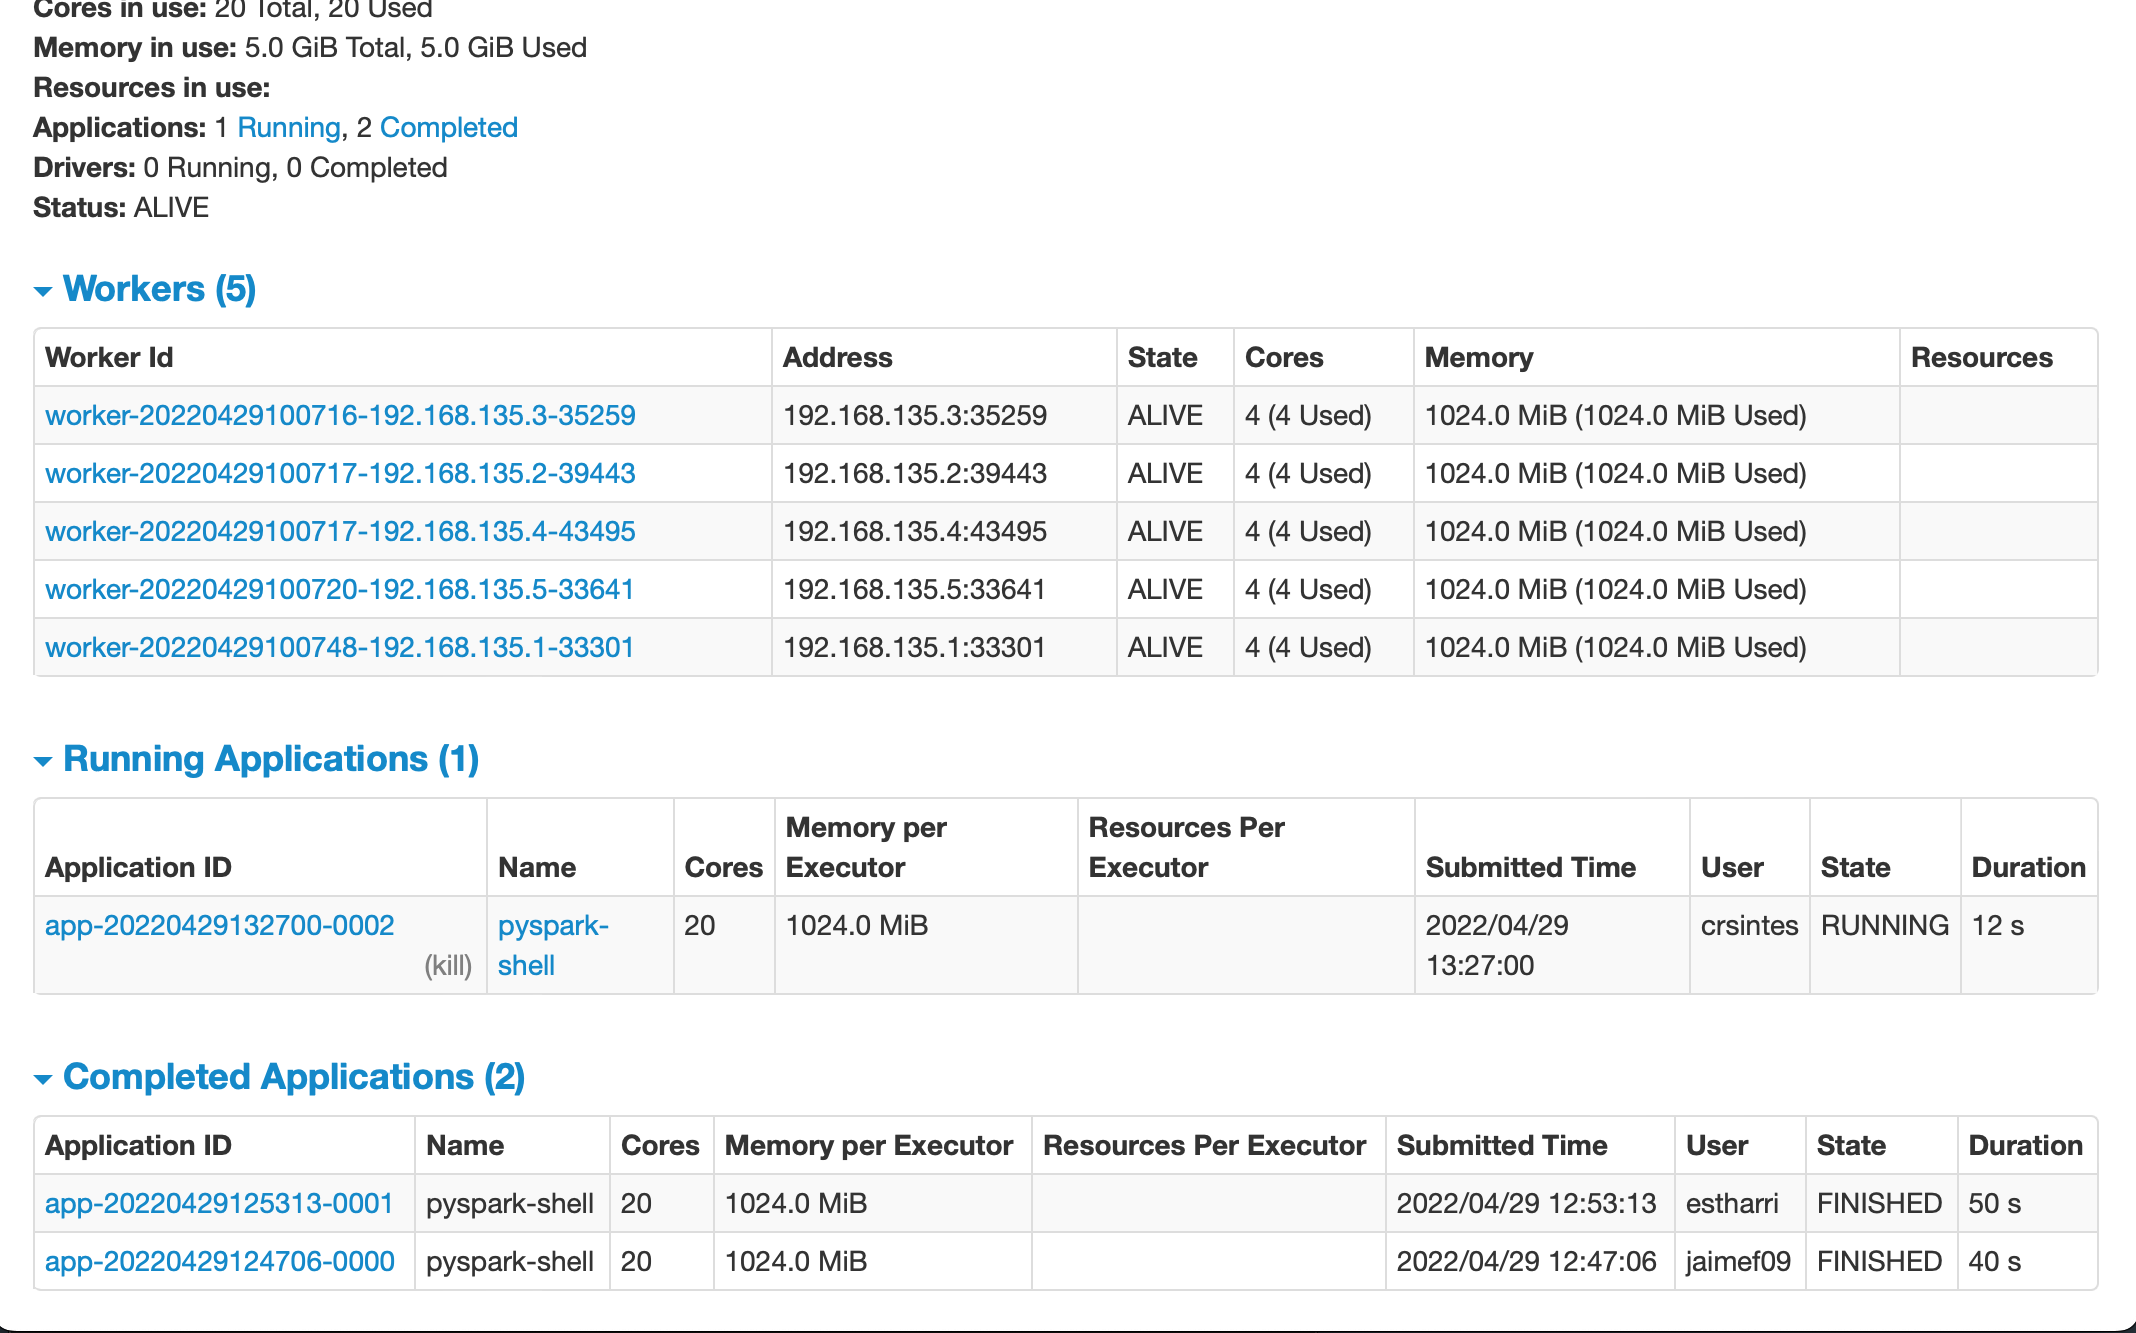 Cores in use: 20 Total, 20 Used
Memory in use: 5.0 GiB Total, 5.0 GiB Used
Resources in use:
Applications: 1 Running, 2 Completed
Drivers: 0 Running, 0 Completed
Status: ALIVE
Workers (5)
Worker Id Address State Cores Memory Resources
worker-20220429100716-192.168.135.3-35259 192.168.135.3:35259 ALIVE 4 (4 Used) 1024.0 MiB (1024.0 MiB Used)
worker-20220429100717-192.168.135.2-39443 192.168.135.2:39443 ALIVE 4 (4 Used) 1024.0 MiB (1024.0 MiB Used)
worker-20220429100717-192.168.135.4-43495 192.168.135.4:43495 ALIVE 4 (4 Used) 1024.0 MiB (1024.0 MiB Used)
worker-20220429100720-192.168.135.5-33641 192.168.135.5:33641 ALIVE 4 (4 Used) 1024.0 MiB (1024.0 MiB Used)
worker-20220429100748-192.168.135.1-33301 192.168.135.1:33301 ALIVE 4 (4 Used) 1024.0 MiB (1024.0 MiB Used)
Running Applications (1)
Memory per Resources Per
Application ID Name Cores Executor Executor Submitted Time User State Duration
app-20220429132700-0002 pyspark- 20 1024.0 MiB 2022/04/29 crsintes RUNNING 12 s
(kill) shell 13:27:00
Completed Applications (2)
Application ID Name Cores Memory per Executor Resources Per Executor Submitted Time User State Duration
app-20220429125313-0001 pyspark-shell 20 1024.0 MiB 2022/04/29 12:53:13 estharri FINISHED 50 s
app-20220429124706-0000 pyspark-shell 20 1024.0 MiB 2022/04/29 12:47:06 jaimef09 FINISHED 40 s